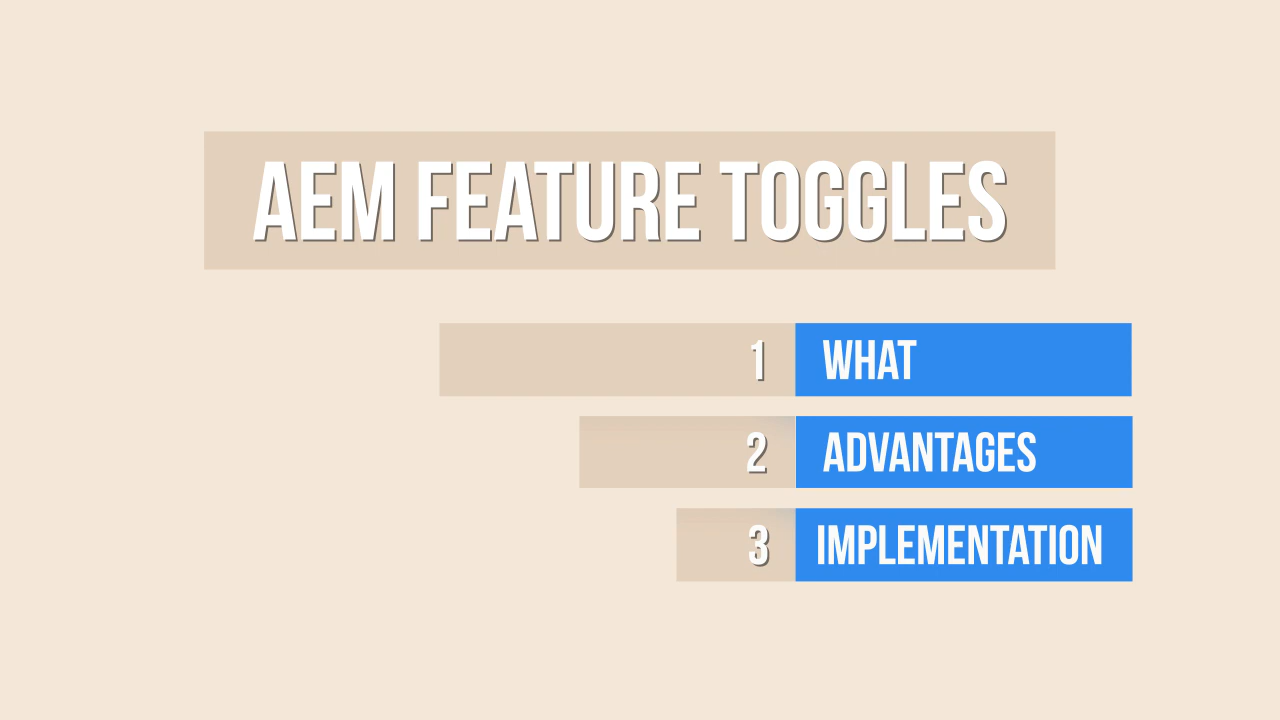 AEM FEATURE TOGGLES
1 WHAT
2 ADVANTAGES
3 IMPLEMENTATION